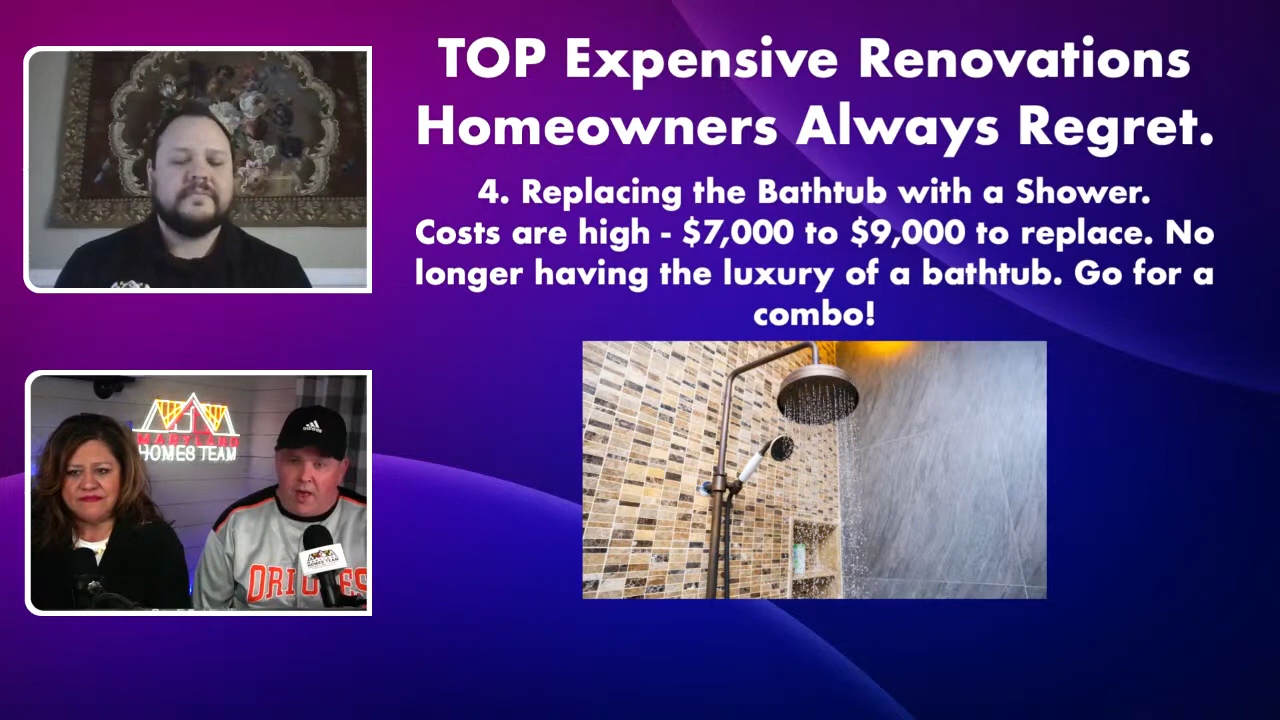 TOP Expensive Renovations
Homeowners Always Regret.
4. Replacing the Bathtub with a Shower.
Costs are high - $7,000 to $9,000 to replace. No
longer having the luxury of a bathtub. Go for a
combo!
MARYLAND
HOMES TEAM
adidas
ORIOLES